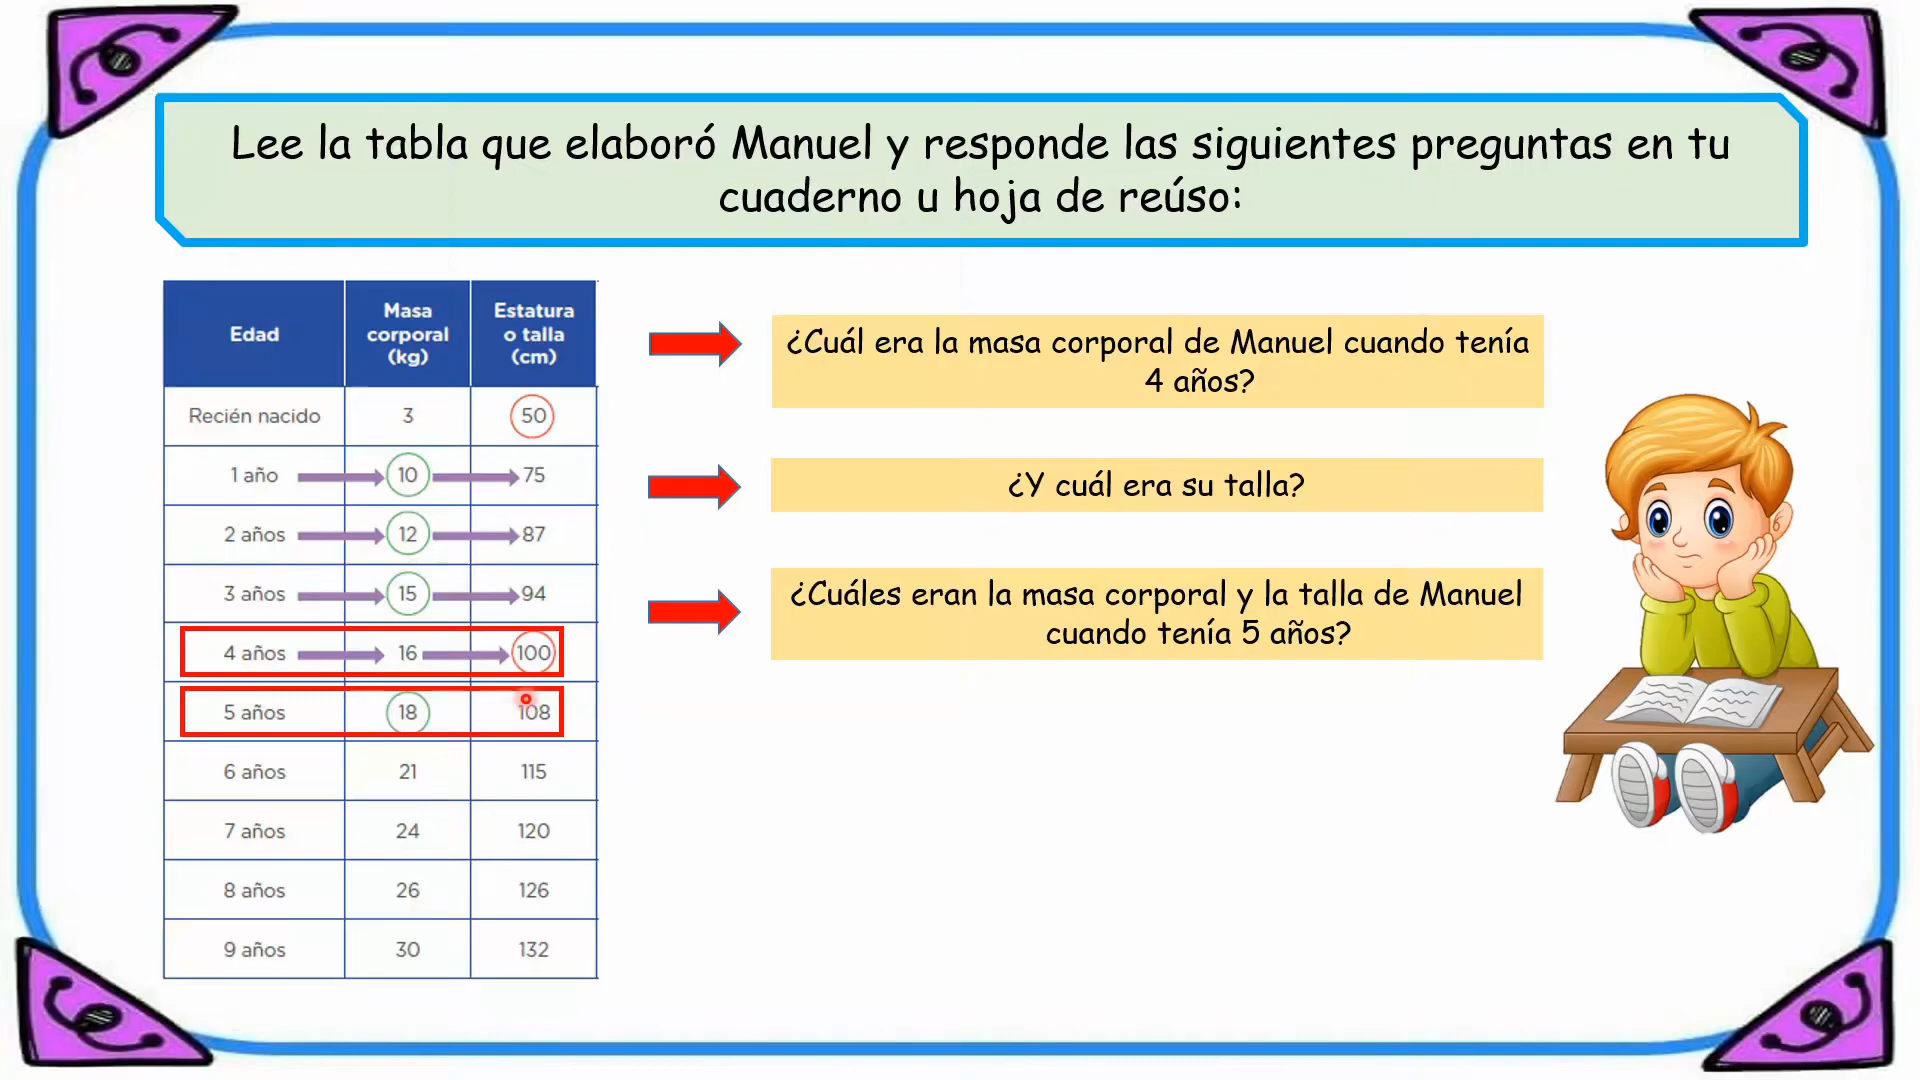 Lee la tabla que elaboró Manuel y responde las siguientes preguntas en tu
cuaderno u hoja de reúso:
Edad
Masa
corporal
(kg)
Estatura
o talla
(cm)
Recién nacido 3 50
1 año 10 75
2 años 12 87
3 años 15 94
4 años 16 100
5 años 18 108
6 años 21 115
7 años 24 120
8 años 26 126
9 años 30 132
¿Cuál era la masa corporal de Manuel cuando tenía
4 años?
¿Y cuál era su talla?
¿Cuáles eran la masa corporal y la talla de Manuel
cuando tenía 5 años?